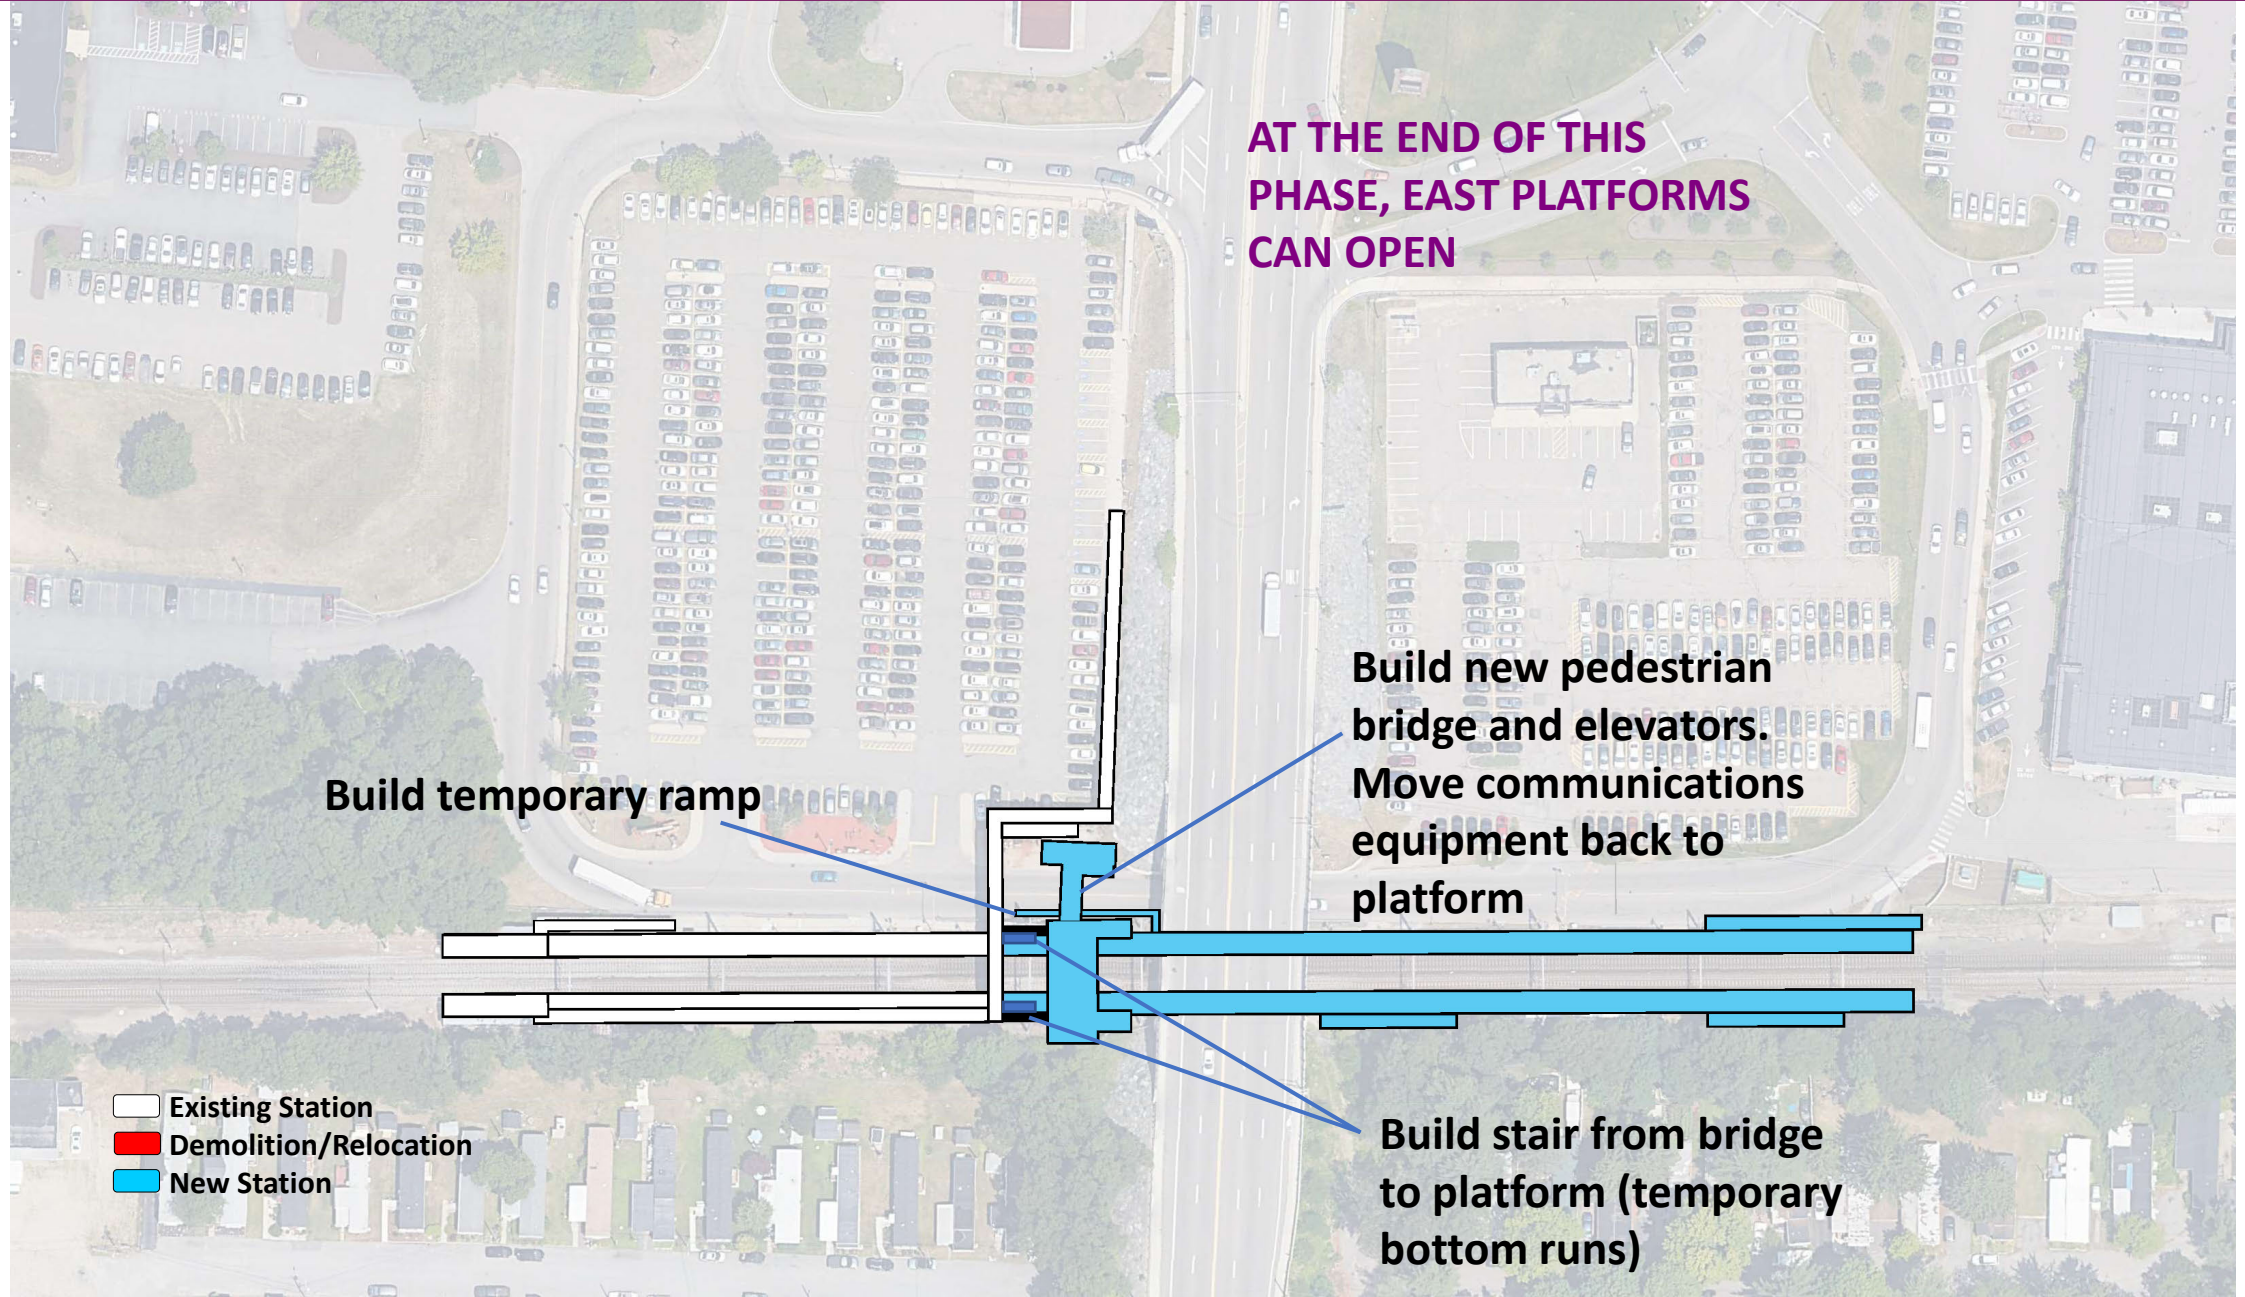 AT THE END OF THIS
PHASE, EAST PLATFORMS
CAN OPEN
Build new pedestrian
bridge and elevators.
Move communications
equipment back to
platform
Build temporary ramp
Build stair from bridge
to platform (temporary
bottom runs)
Existing Station
Demolition/Relocation
New Station